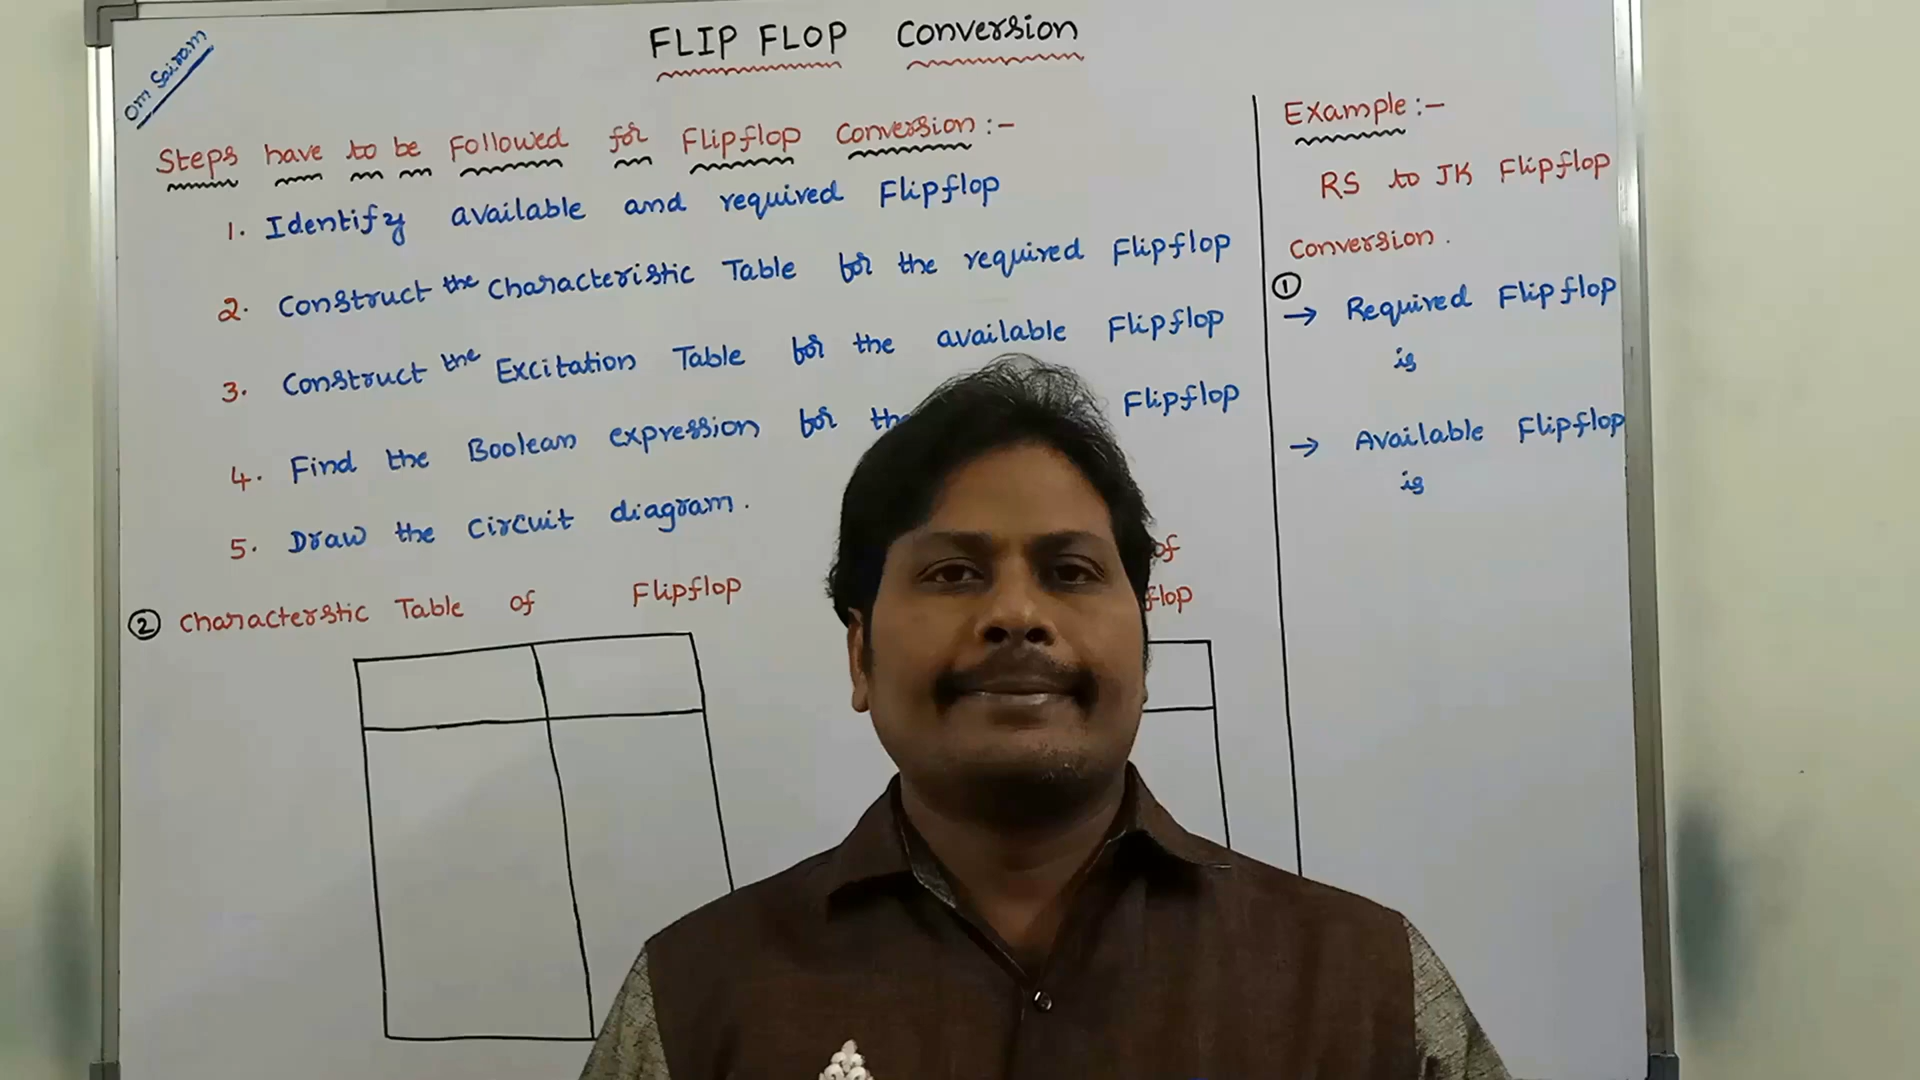 Om Sairam
FLIP FLOP Conversion
Steps have to be Followed for Flipflop Conversion :-
1. Identify available and required Flipflop
2. Construct the Characteristic Table for the required Flipflop
3. Construct the Excitation Table for the available Flipflop
4. Find the Boolean expression for the Flipflop
5. Draw the Circuit diagram.
② Characterstic Table of Flipflop
of
flop
Example :-
RS to JK Flipflop
Conversion.
①
→ Required Flipflop
is
→ Available Flipflop
is